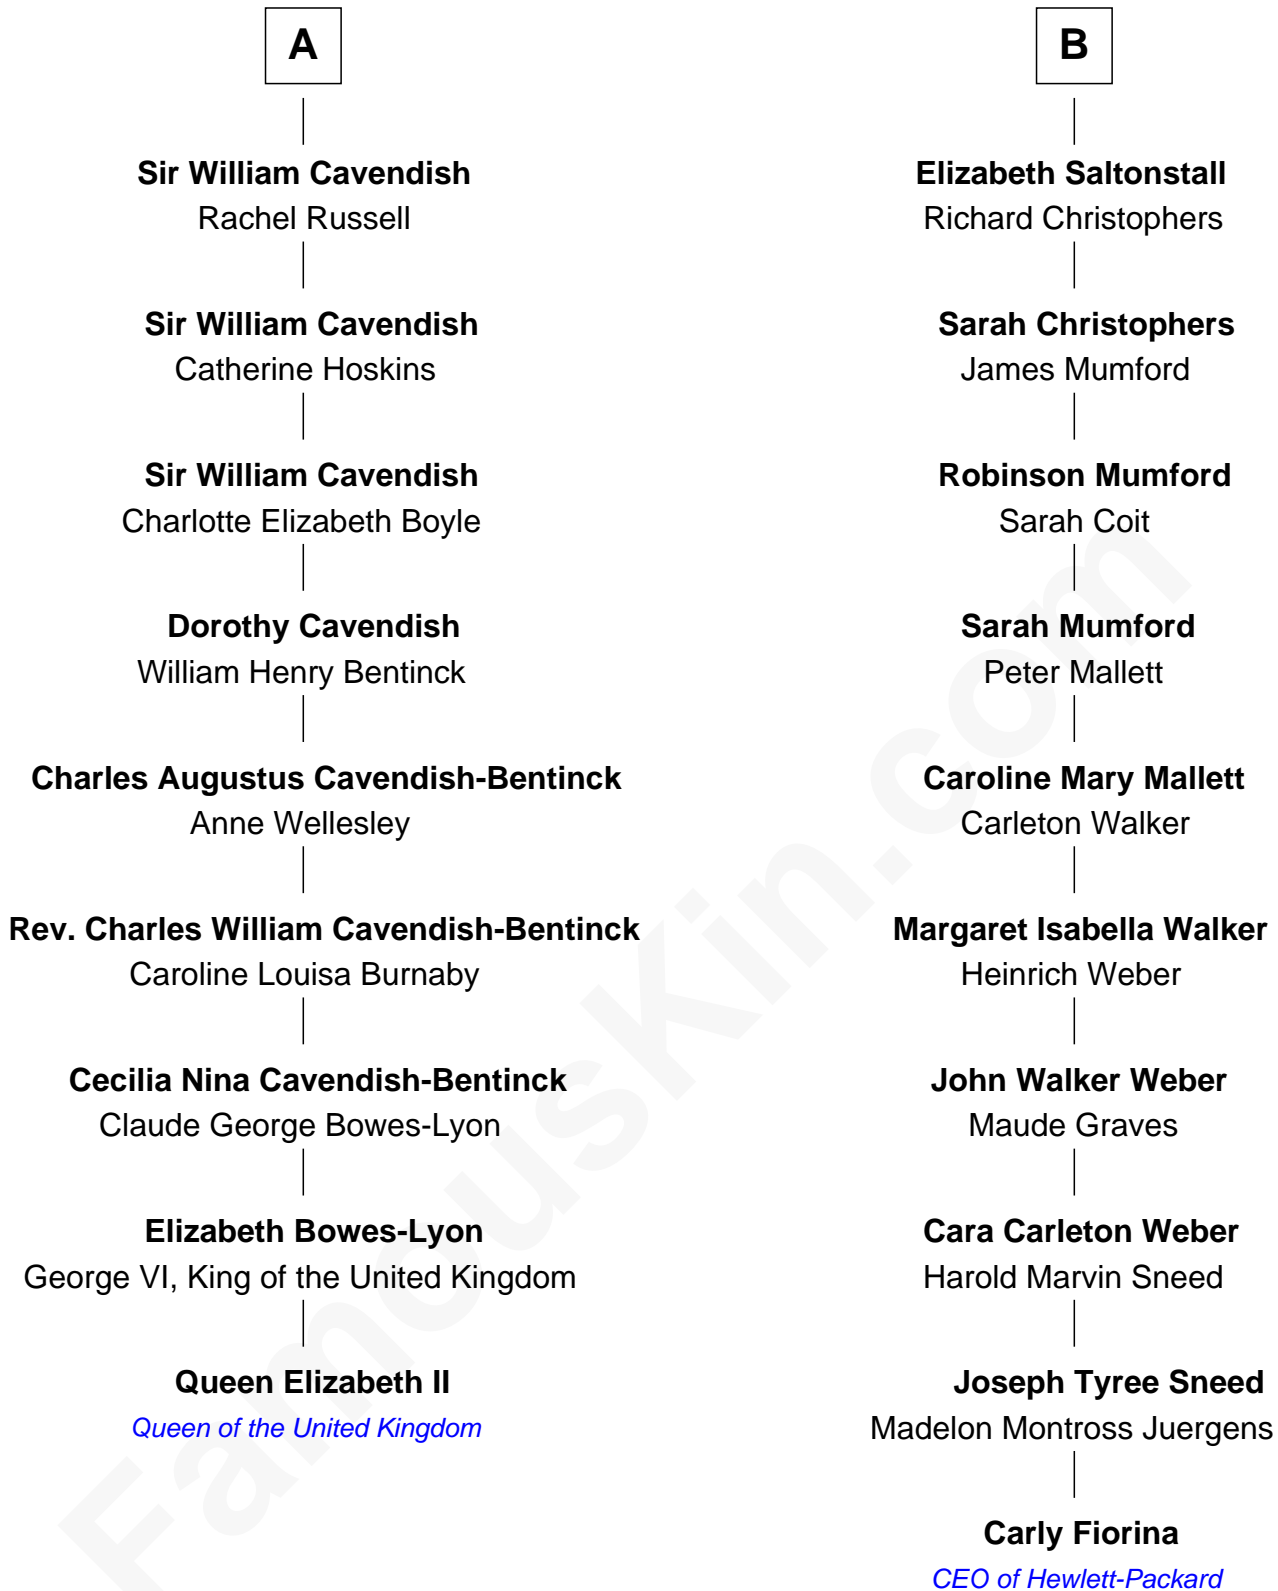 A
Sir William Cavendish
Rachel Russell
Sir William Cavendish
Catherine Hoskins
Sir William Cavendish
Charlotte Elizabeth Boyle
Dorothy Cavendish
William Henry Bentinck
Charles Augustus Cavendish-Bentinck
Anne Wellesley
Rev. Charles William Cavendish-Bentinck
Caroline Louisa Burnaby
Cecilia Nina Cavendish-Bentinck
Claude George Bowes-Lyon
Elizabeth Bowes-Lyon
George VI, King of the United Kingdom
Queen Elizabeth II
Queen of the United Kingdom
B
Elizabeth Saltonstall
Richard Christophers
Sarah Christophers
James Mumford
Robinson Mumford
Sarah Coit
Sarah Mumford
Peter Mallett
Caroline Mary Mallett
Carleton Walker
Margaret Isabella Walker
Heinrich Weber
John Walker Weber
Maude Graves
Cara Carleton Weber
Harold Marvin Sneed
Joseph Tyree Sneed
Madelon Montross Juergens
Carly Fiorina
CEO of Hewlett-Packard
FamousKin.com